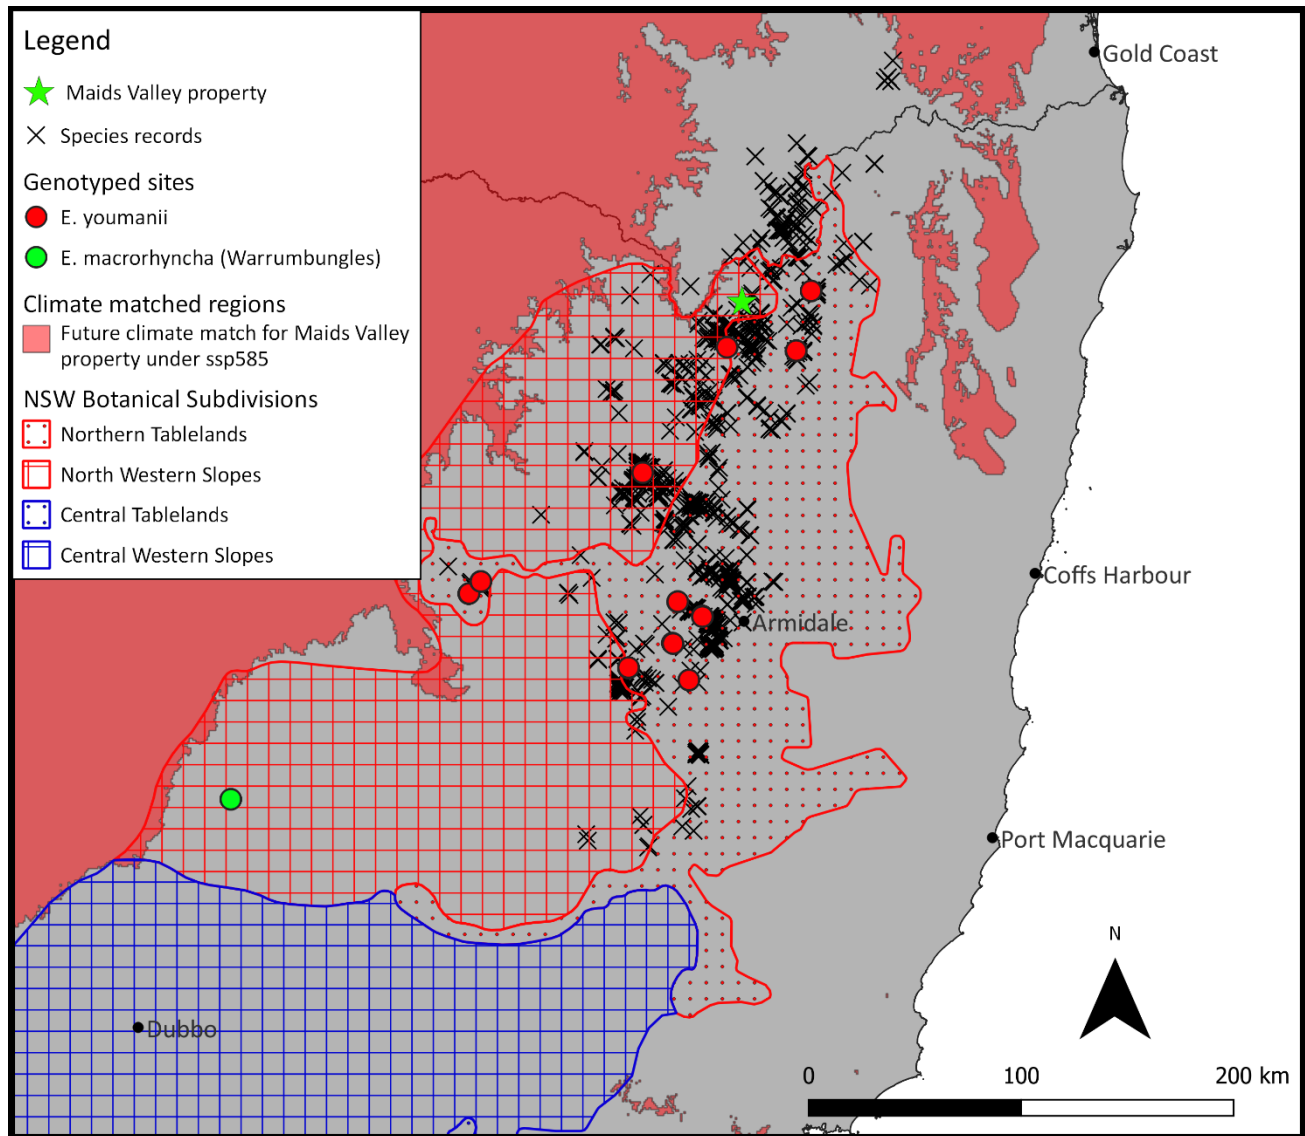 Legend
Maids Valley property
Species records
Genotyped sites
E. youmanii
E. macrorhyncha (Warrumbungles)
Climate matched regions
Future climate match for Maids Valley
property under ssp585
NSW Botanical Subdivisions
Northern Tablelands
North Western Slopes
Central Tablelands
Central Western Slopes
Gold Coast
Coffs Harbour
Armidale
Port Macquarie
Dubbo
N
0 100 200 km